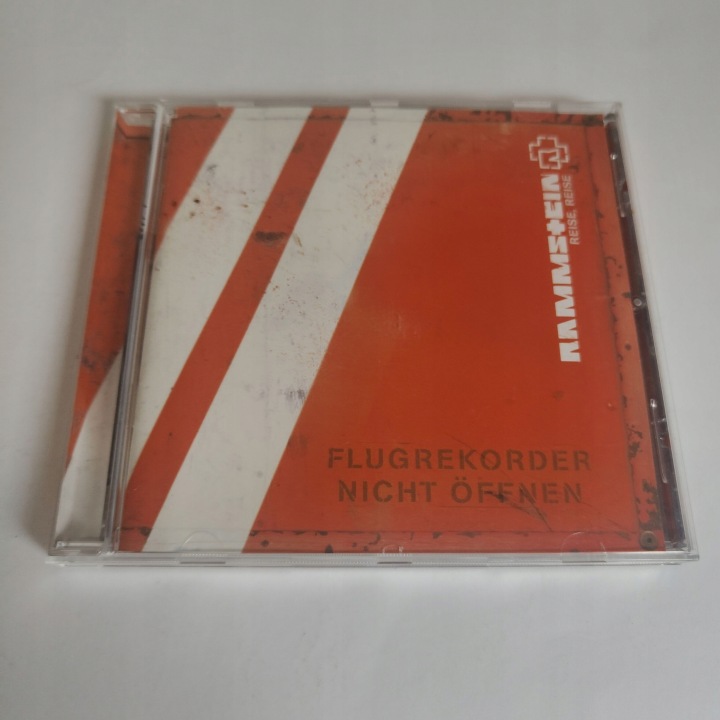 RAMMSTEIN
REISE, REISE
FLUGREKORDER
NICHT ÖFFNEN